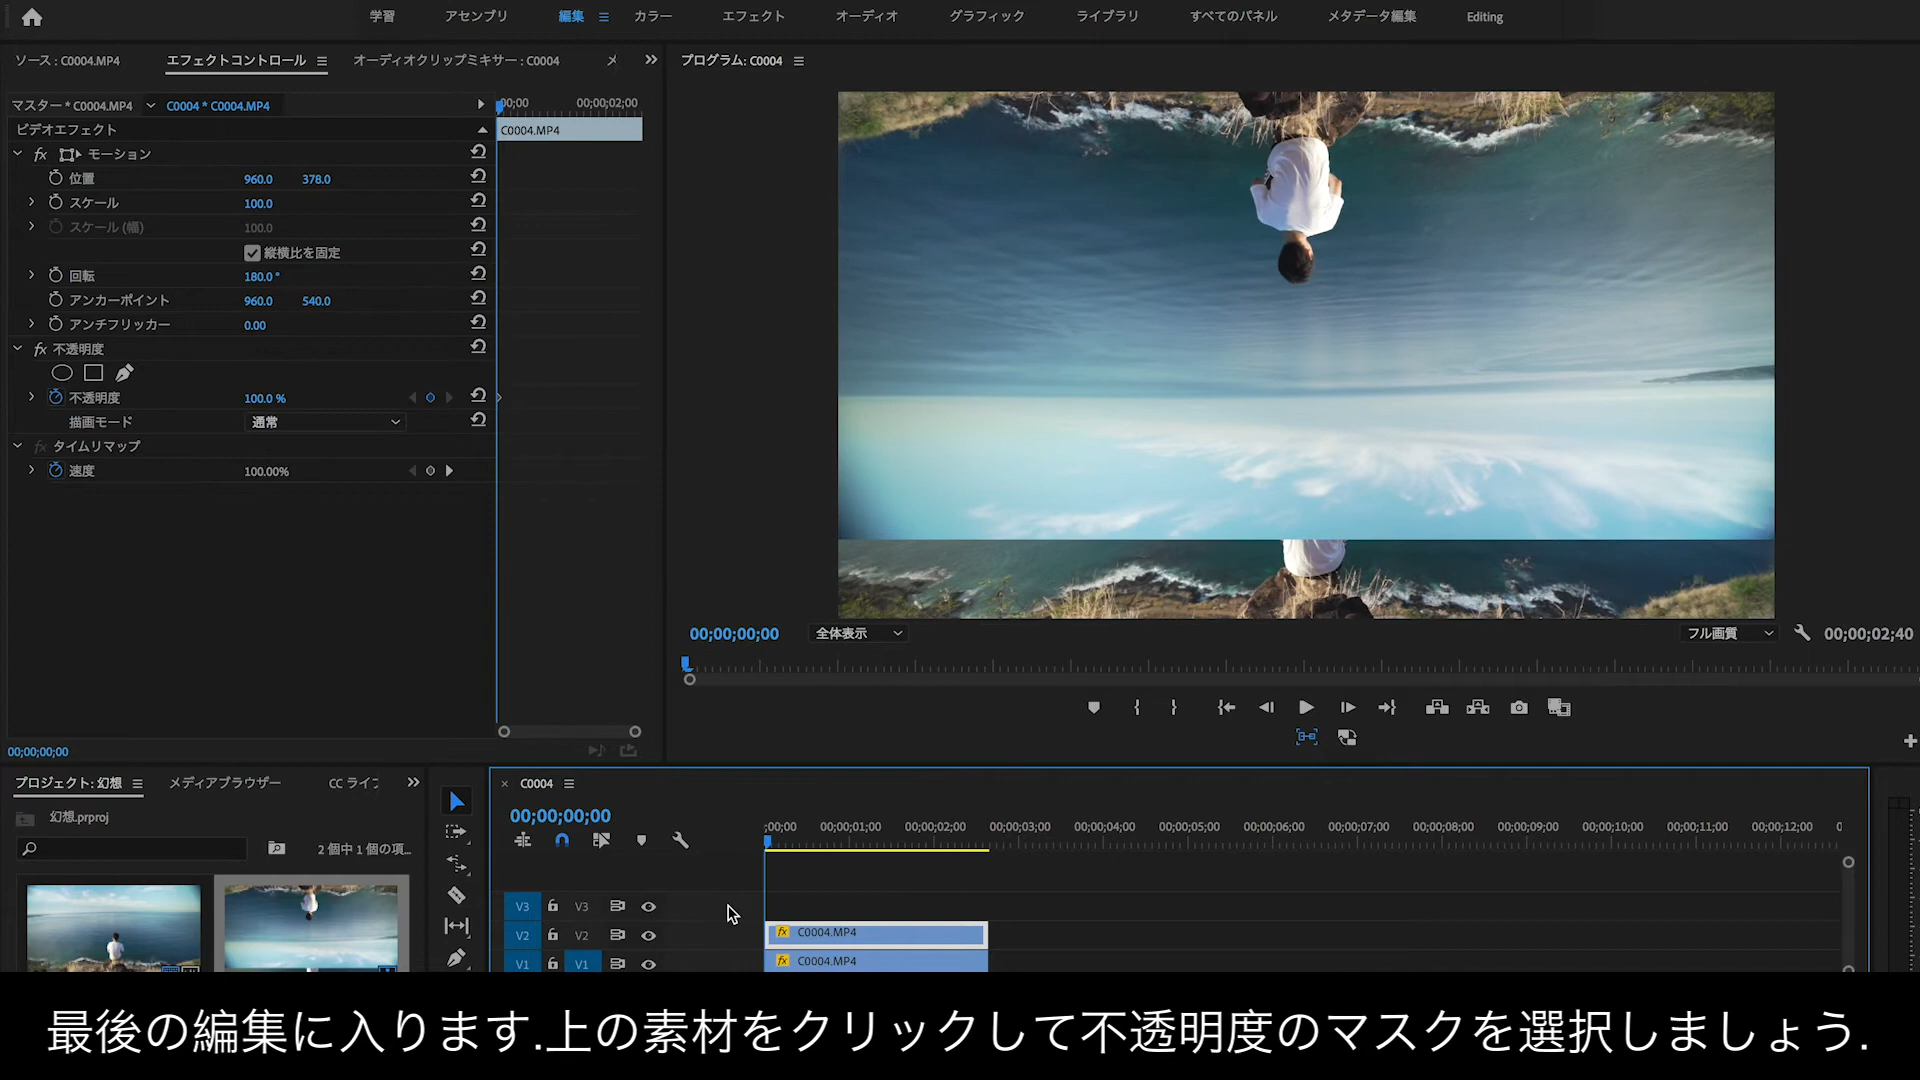 学習 アセンブリ 編集 カラー エフェクト オーディオ グラフィック ライブラリ すべてのパネル メタデータ編集 Editing
ソース : C0004.MP4 エフェクトコントロール オーディオクリップミキサー : C0004
プログラム: C0004
マスター * C0004.MP4 C0004 * C0004.MP4
00;00 00;00;02;00
ビデオエフェクト
C0004.MP4
fx モーション
位置 960.0 378.0
スケール 100.0
スケール (幅) 100.0
縦横比を固定
回転 180.0 °
アンカーポイント 960.0 540.0
アンチフリッカー 0.00
fx 不透明度
不透明度 100.0 %
描画モード 通常
fx タイムリマップ
速度 100.00%
00;00;00;00 全体表示 フル画質 00;00;02;40
00;00;00;00
プロジェクト: 幻想 メディアブラウザー CC ライブ
幻想.prproj
2 個中 1 個の項...
C0004
00;00;00;00
;00;00 00;00;01;00 00;00;02;00 00;00;03;00 00;00;04;00 00;00;05;00 00;00;06;00 00;00;07;00 00;00;08;00 00;00;09;00 00;00;10;00 00;00;11;00 00;00;12;00
V3 V3
V2 V2 fx C0004.MP4
V1 V1 fx C0004.MP4
最後の編集に入ります.上の素材をクリックして不透明度のマスクを選択しましょう.